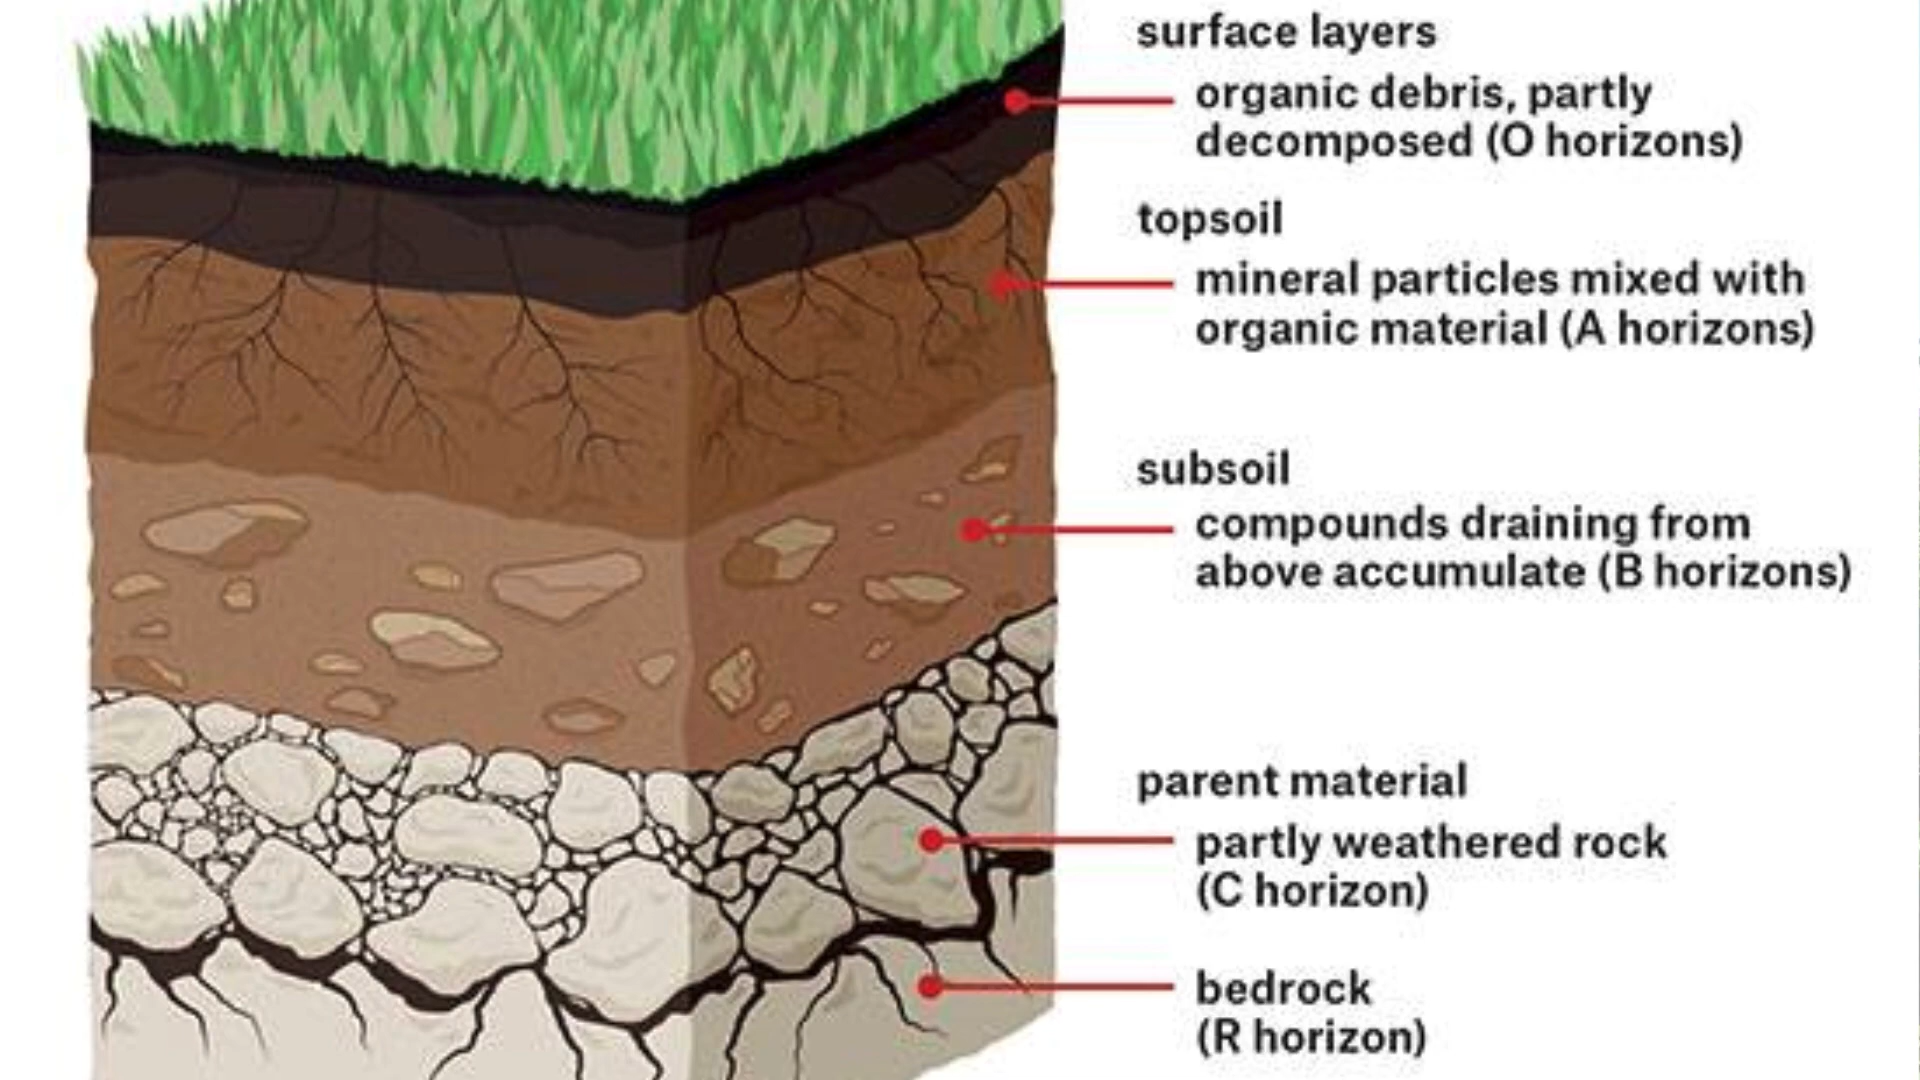 surface layers
organic debris, partly
decomposed (O horizons)
topsoil
mineral particles mixed with
organic material (A horizons)
subsoil
compounds draining from
above accumulate (B horizons)
parent material
partly weathered rock
(C horizon)
bedrock
(R horizon)